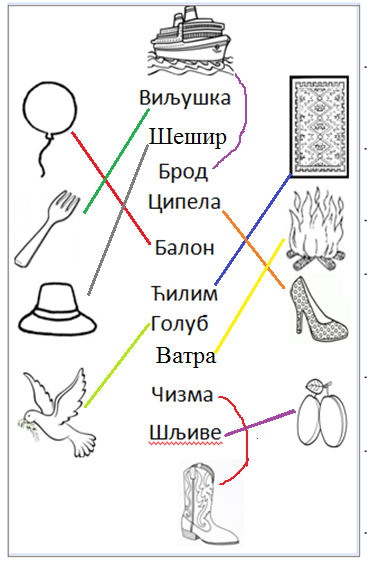 Виљушка
Шешир
Брод
Ципела
Балон
Ћилим
Голуб
Ватра
Чизма
Шљиве